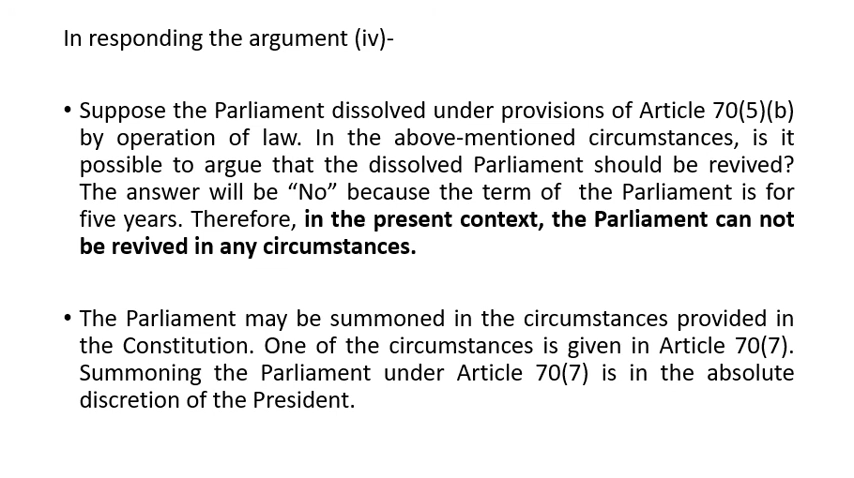 In responding the argument (iv)-
• Suppose the Parliament dissolved under provisions of Article 70(5)(b)
by operation of law. In the above-mentioned circumstances, is it
possible to argue that the dissolved Parliament should be revived?
The answer will be “No” because the term of the Parliament is for
five years. Therefore, in the present context, the Parliament can not
be revived in any circumstances.
• The Parliament may be summoned in the circumstances provided in
the Constitution. One of the circumstances is given in Article 70(7).
Summoning the Parliament under Article 70(7) is in the absolute
discretion of the President.